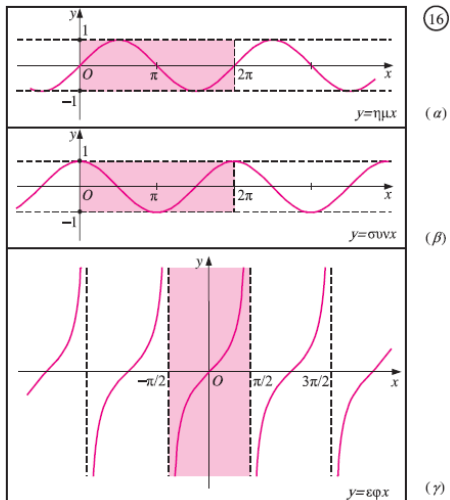 16
y
1
O
π
2π
x
−1
y=ημx
(α)
y
1
O
π
2π
x
−1
y=συνx
(β)
y
−π/2
O
π/2
3π/2
x
y=εφx
(γ)